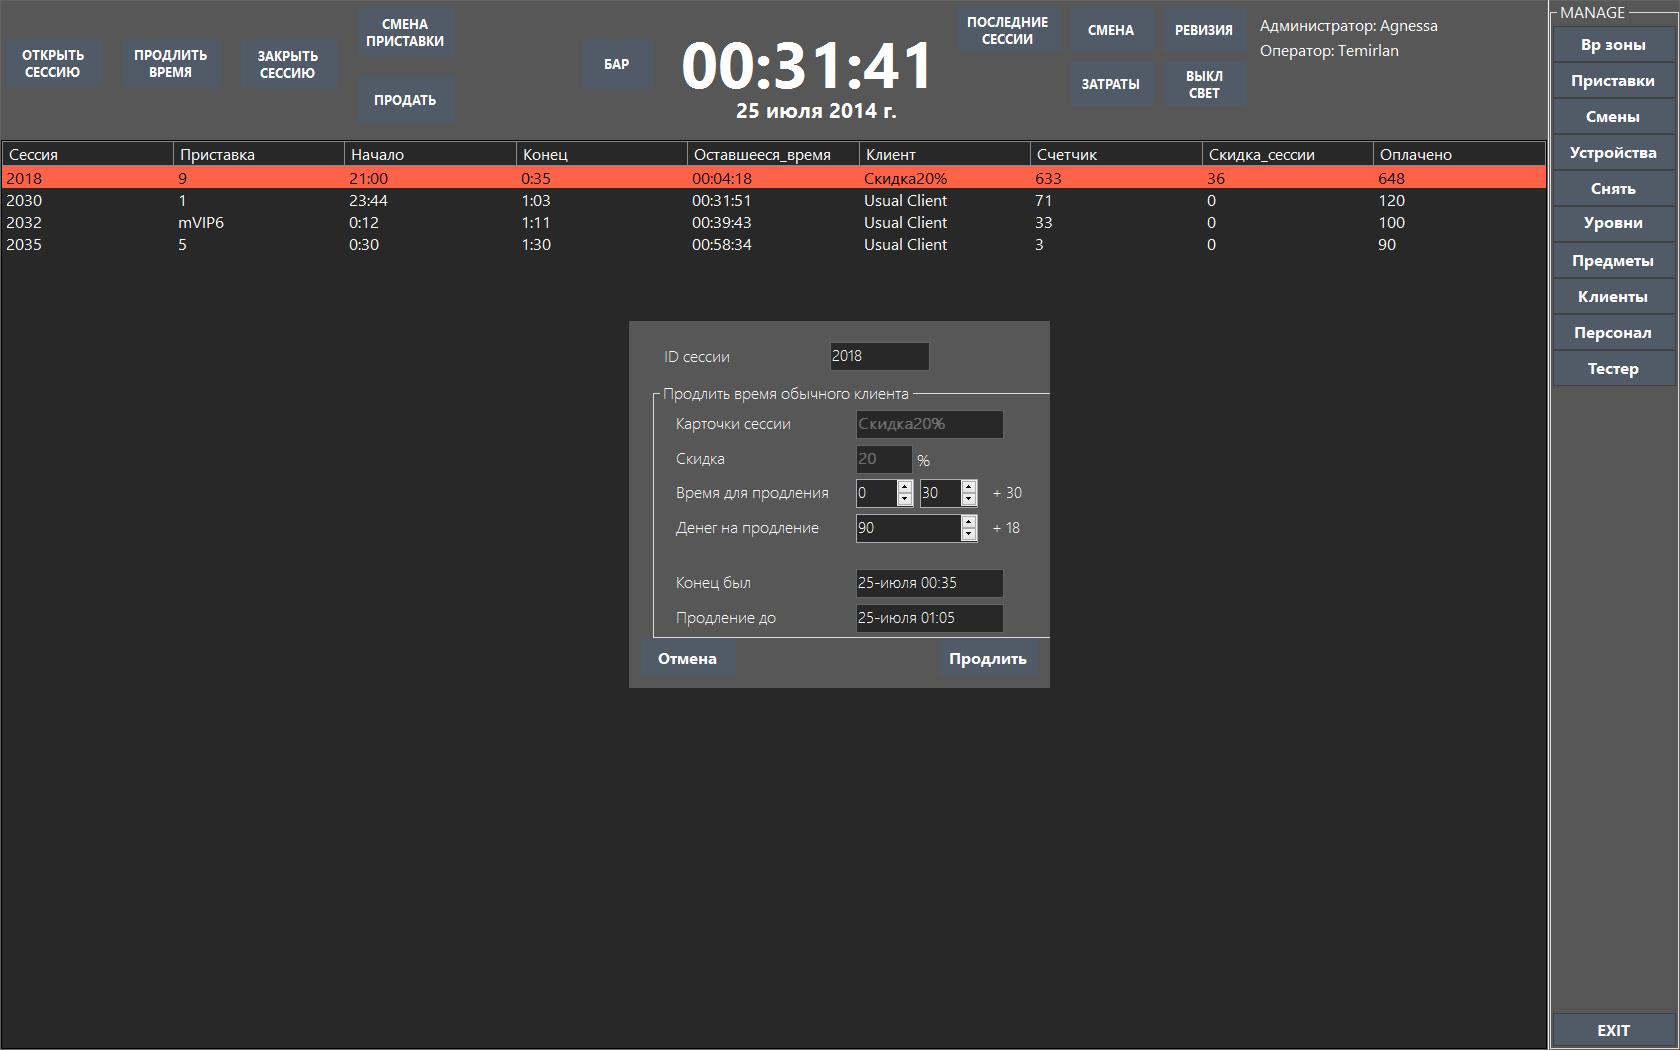 ОТКРЫТЬ
СЕССИЮ
ПРОДЛИТЬ
ВРЕМЯ
ЗАКРЫТЬ
СЕССИЮ
СМЕНА
ПРИСТАВКИ
ПРОДАТЬ
БАР
00:31:41
25 июля 2014 г.
ПОСЛЕДНИЕ
СЕССИИ
СМЕНА
РЕВИЗИЯ
ЗАТРАТЫ
ВЫКЛ
СВЕТ
Администратор: Agnessa
Оператор: Temirlan
Сессия Приставка Начало Конец Оставшееся_время Клиент Счетчик Скидка_сессии Оплачено
2018 9 21:00 0:35 00:04:18 Скидка20% 633 36 648
2030 1 23:44 1:03 00:31:51 Usual Client 71 0 120
2032 mVIP6 0:12 1:11 00:39:43 Usual Client 33 0 100
2035 5 0:30 1:30 00:58:34 Usual Client 3 0 90
ID сессии 2018
Продлить время обычного клиента
Карточки сессии Скидка20%
Скидка 20 %
Время для продления 0 30 + 30
Денег на продление 90 + 18
Конец был 25-июля 00:35
Продление до 25-июля 01:05
Отмена Продлить
MANAGE
Вр зоны
Приставки
Смены
Устройства
Снять
Уровни
Предметы
Клиенты
Персонал
Тестер
EXIT